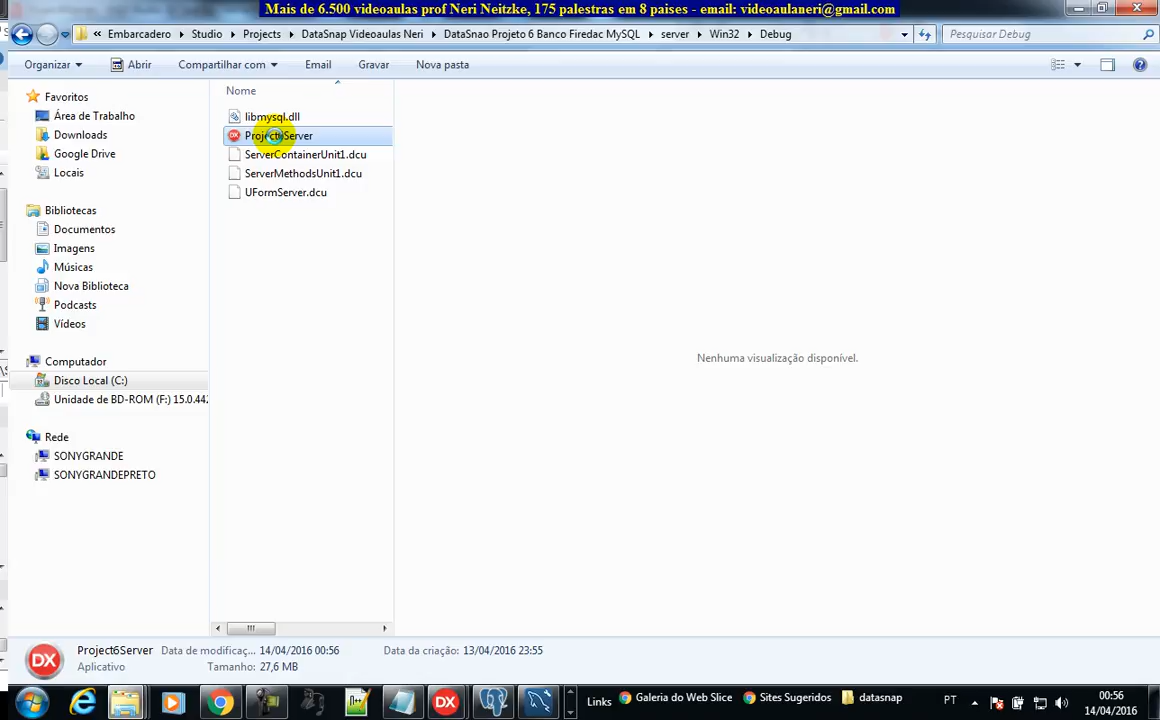 Mais de 6.500 videoaulas prof Neri Neitzke, 175 palestras em 8 paises - email: videoaulaneri@gmail.com
« Embarcadero Studio Projects DataSnap Videoaulas Neri DataSnao Projeto 6 Banco Firedac MySQL server Win32 Debug
Pesquisar Debug
Organizar Abrir Compartilhar com Email Gravar Nova pasta
Nome
Favoritos
Área de Trabalho
Downloads
Google Drive
Locais
Bibliotecas
Documentos
Imagens
Músicas
Nova Biblioteca
Podcasts
Vídeos
Computador
Disco Local (C:)
Unidade de BD-ROM (F:) 15.0.442
Rede
SONYGRANDE
SONYGRANDEPRETO
libmysql.dll
Project6Server
ServerContainerUnit1.dcu
ServerMethodsUnit1.dcu
UFormServer.dcu
Nenhuma visualização disponível.
DX
Project6Server Data de modificaç... 14/04/2016 00:56 Data da criação: 13/04/2016 23:55
Aplicativo Tamanho: 27,6 MB
Links Galeria do Web Slice Sites Sugeridos datasnap PT
00:56
14/04/2016